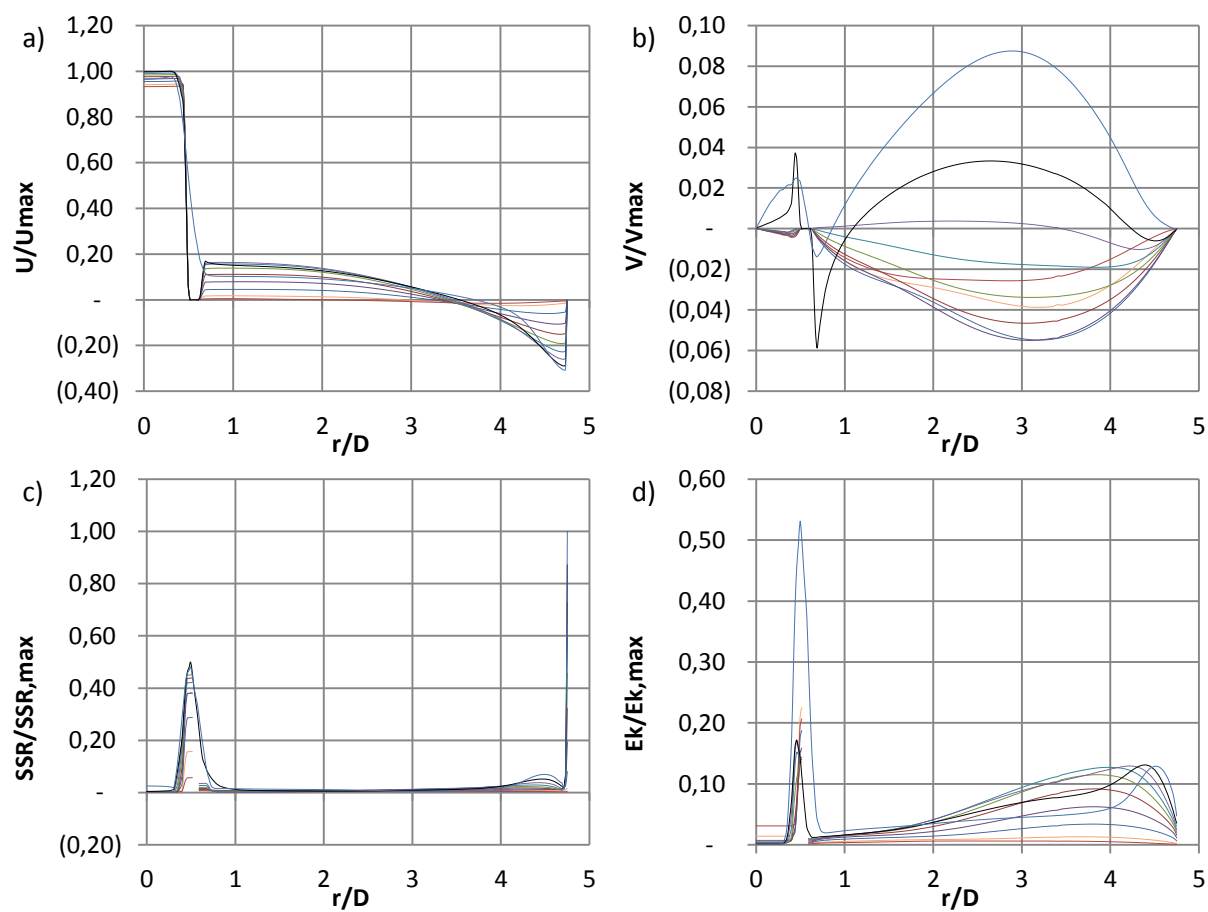 a)
1,20
1,00
0,80
0,60
0,40
0,20
-
(0,20)
(0,40)
U/Umax
0 1 2 3 4 5
r/D
b)
0,10
0,08
0,06
0,04
0,02
-
(0,02)
(0,04)
(0,06)
(0,08)
V/Vmax
0 1 2 3 4 5
r/D
c)
1,20
1,00
0,80
0,60
0,40
0,20
-
(0,20)
SSR/SSR,max
0 1 2 3 4 5
r/D
d)
0,60
0,50
0,40
0,30
0,20
0,10
-
Ek/Ek,max
0 1 2 3 4 5
r/D